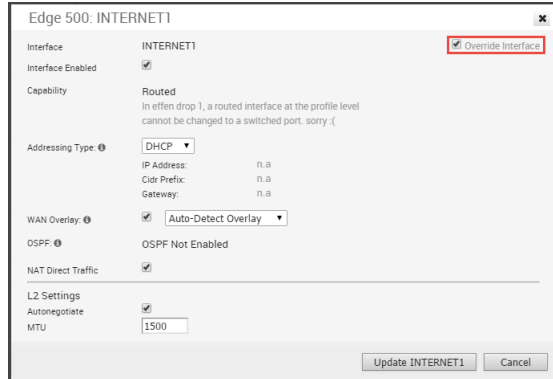 Edge 500: INTERNET1
Interface INTERNET1 Override Interface
Interface Enabled
Capability Routed
In effen drop 1, a routed interface at the profile level
cannot be changed to a switched port. sorry :(
Addressing Type: DHCP
IP Address: n.a
Cidr Prefix: n.a
Gateway: n.a
WAN Overlay: Auto-Detect Overlay
OSPF: OSPF Not Enabled
NAT Direct Traffic
L2 Settings
Autonegotiate
MTU 1500
Update INTERNET1 Cancel